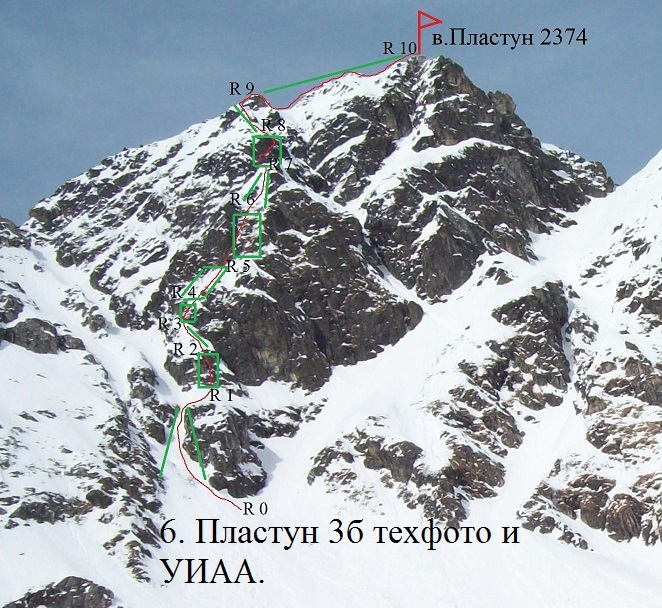 R 10
в.Пластун 2374
R 9
R 8
R 7
R 6
R 5
R 4
R 3
R 2
R 1
R 0
6. Пластун 3б техфото и
УИАА.